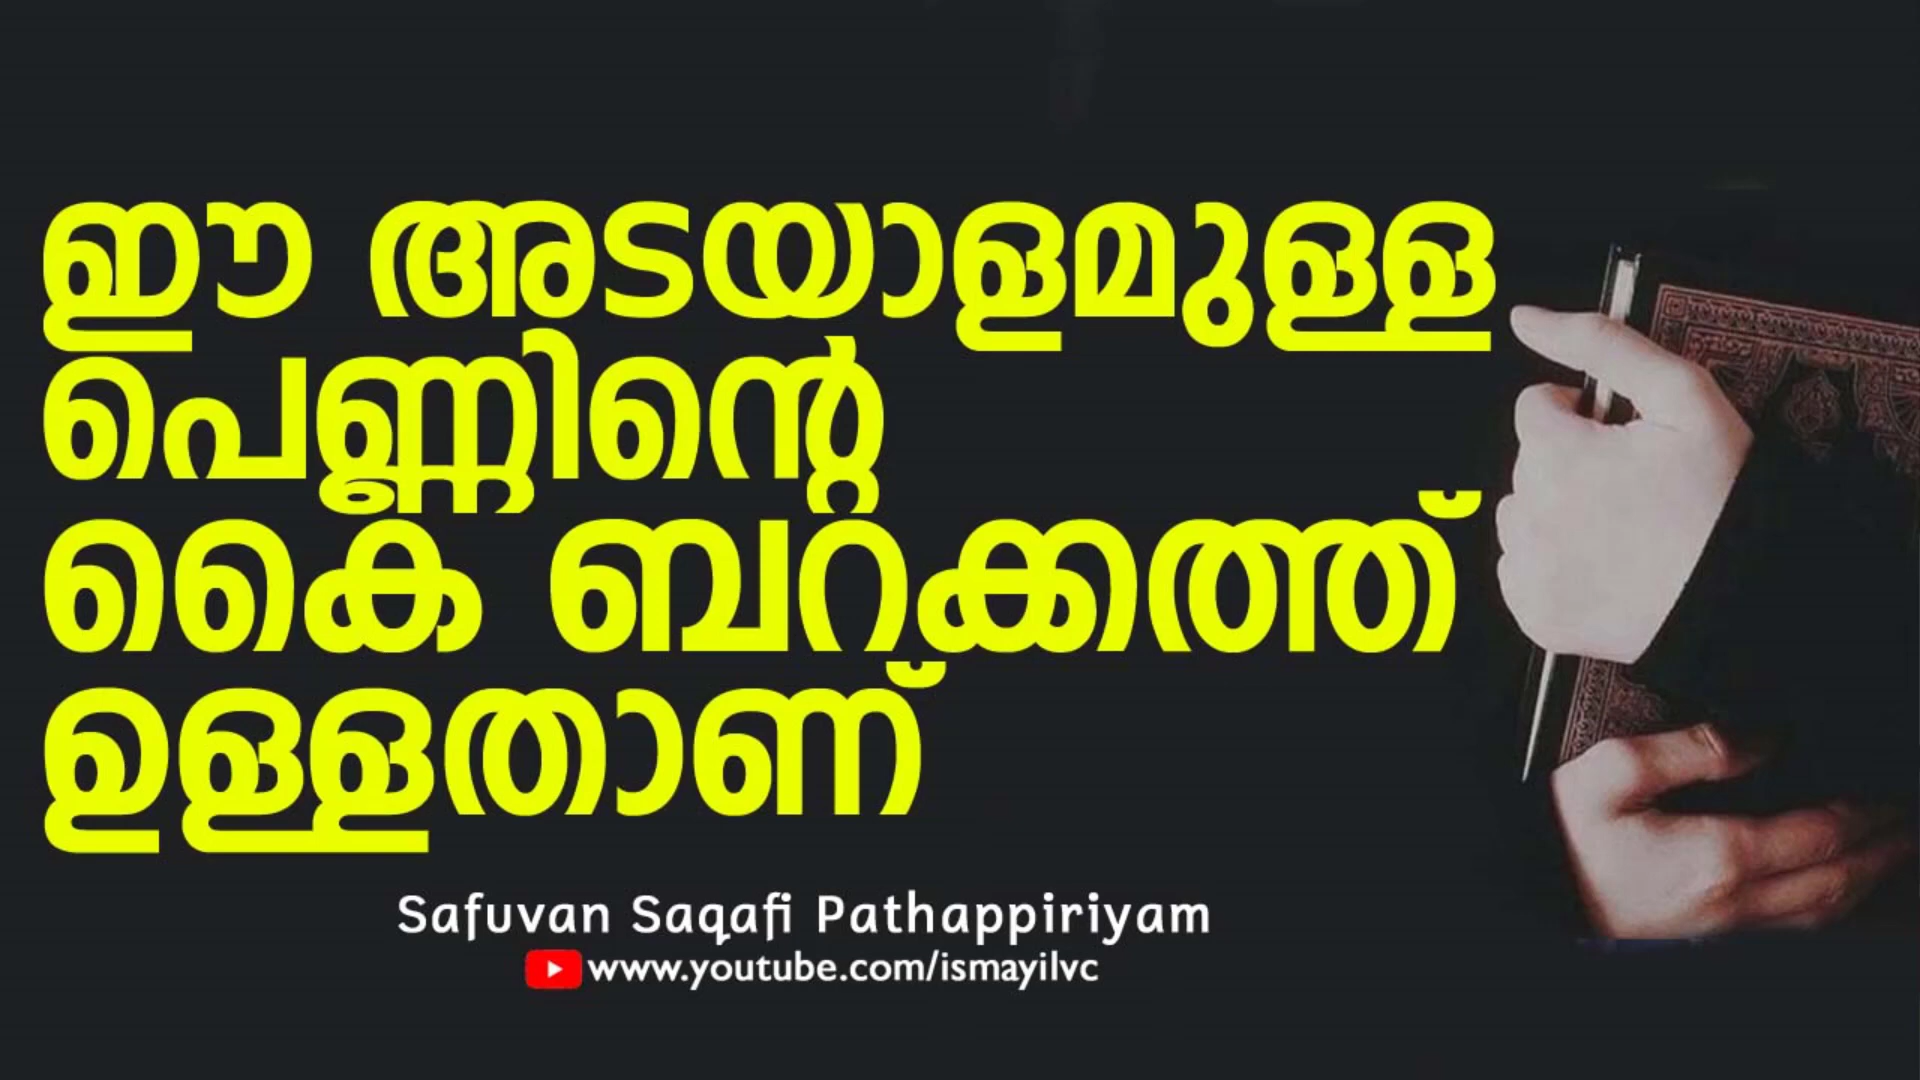 ഈ അടയാളമുള്ള
പെണ്ണിന്റെ
കൈ ബറക്കത്ത്
ഉള്ളതാണ്
Safuvan Saqafi Pathappiriyam
www.youtube.com/ismayilvc